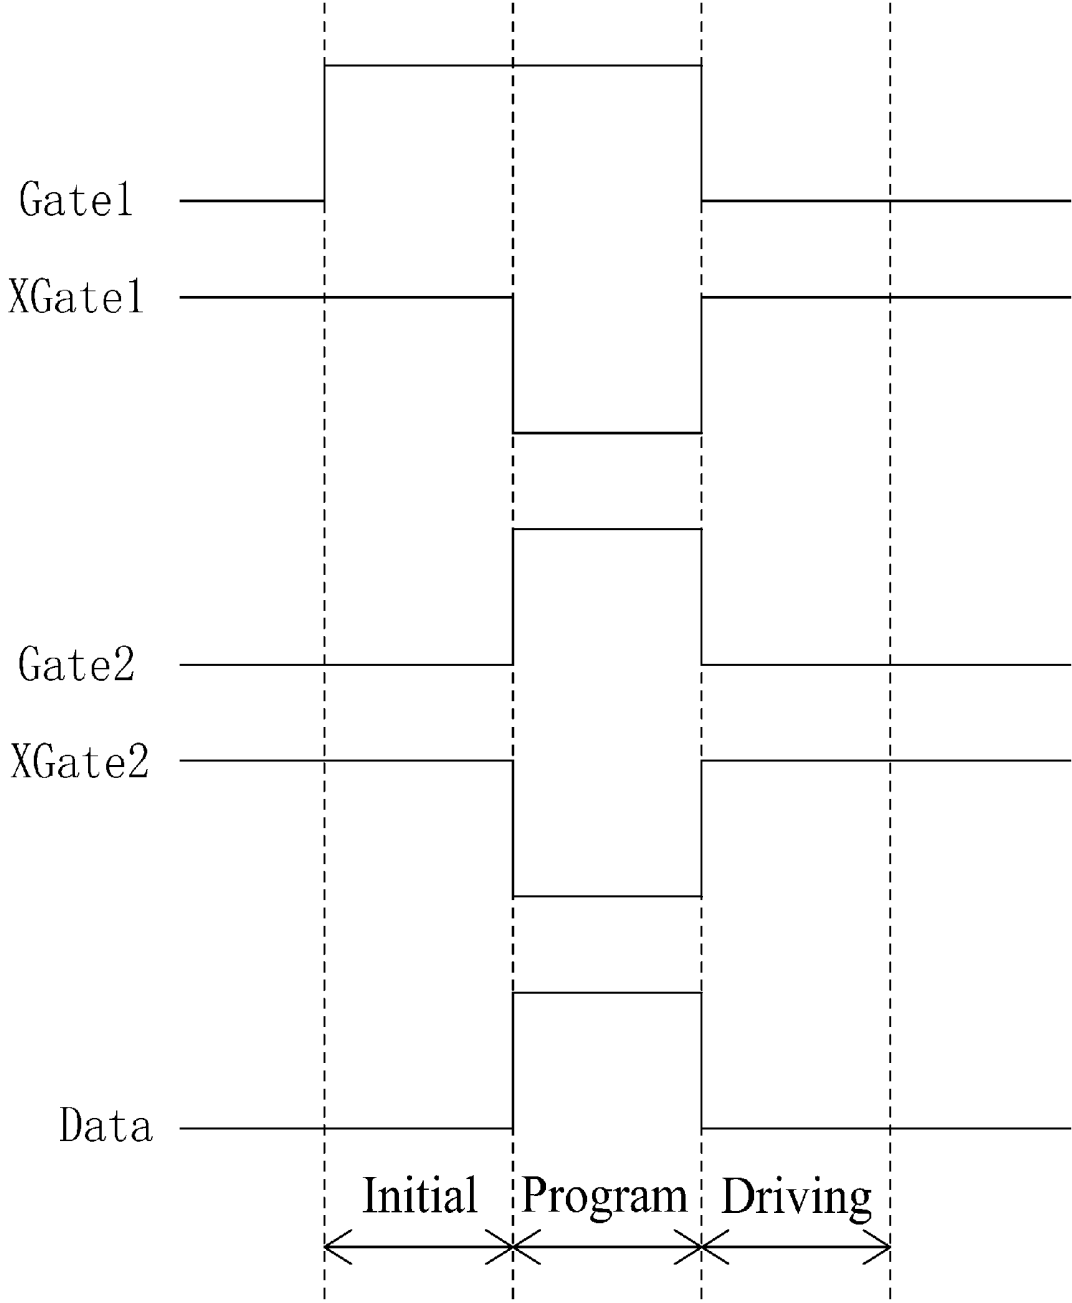 Gate1
XGate1
Gate2
XGate2
Data
Initial Program Driving